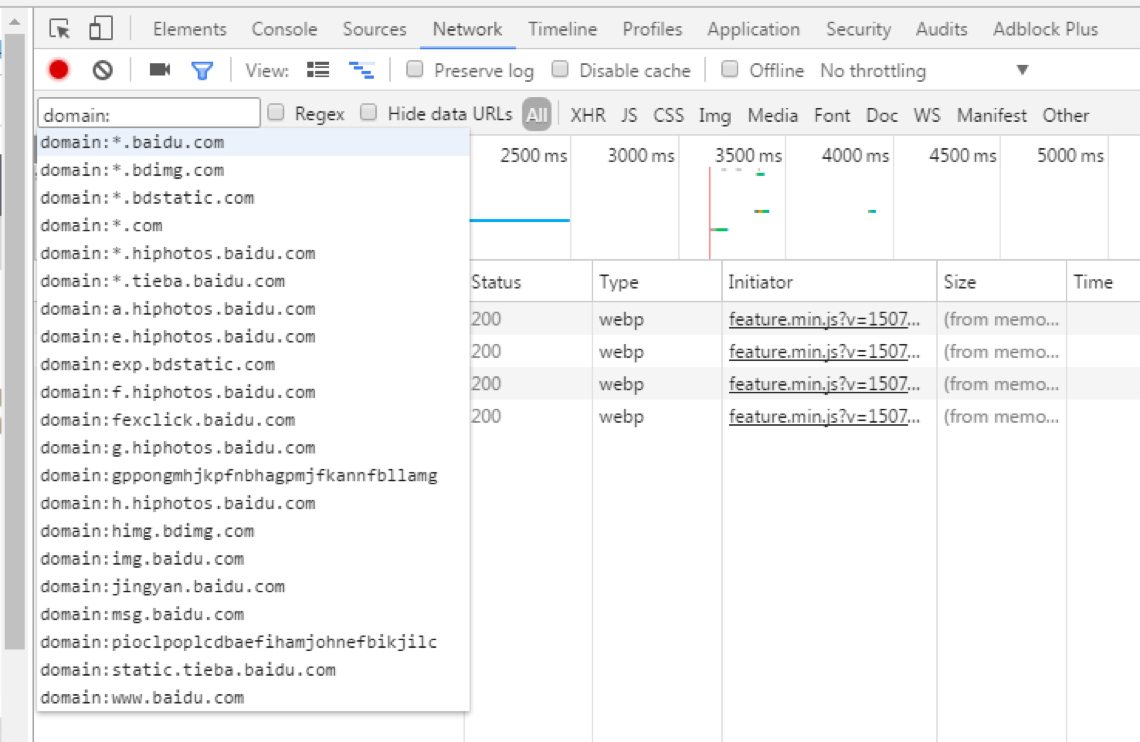 Elements Console Sources Network Timeline Profiles Application Security Audits Adblock Plus
View: Preserve log Disable cache Offline No throttling ▼
domain: Regex Hide data URLs All XHR JS CSS Img Media Font Doc WS Manifest Other
domain:*.baidu.com
domain:*.bdimg.com
domain:*.bdstatic.com
domain:*.com
domain:*.hiphotos.baidu.com
domain:*.tieba.baidu.com
domain:a.hiphotos.baidu.com
domain:e.hiphotos.baidu.com
domain:exp.bdstatic.com
domain:f.hiphotos.baidu.com
domain:fexclick.baidu.com
domain:g.hiphotos.baidu.com
domain:gppongmhjkpfnbhagpmjfkannfbllamg
domain:h.hiphotos.baidu.com
domain:himg.bdimg.com
domain:img.baidu.com
domain:jingyan.baidu.com
domain:msg.baidu.com
domain:pioclpoplcdbaefihamjohnefbikjilc
domain:static.tieba.baidu.com
domain:www.baidu.com
2500 ms 3000 ms 3500 ms 4000 ms 4500 ms 5000 ms
Status Type Initiator Size Time
200 webp feature.min.js?v=1507... (from memo...
200 webp feature.min.js?v=1507... (from memo...
200 webp feature.min.js?v=1507... (from memo...
200 webp feature.min.js?v=1507... (from memo...